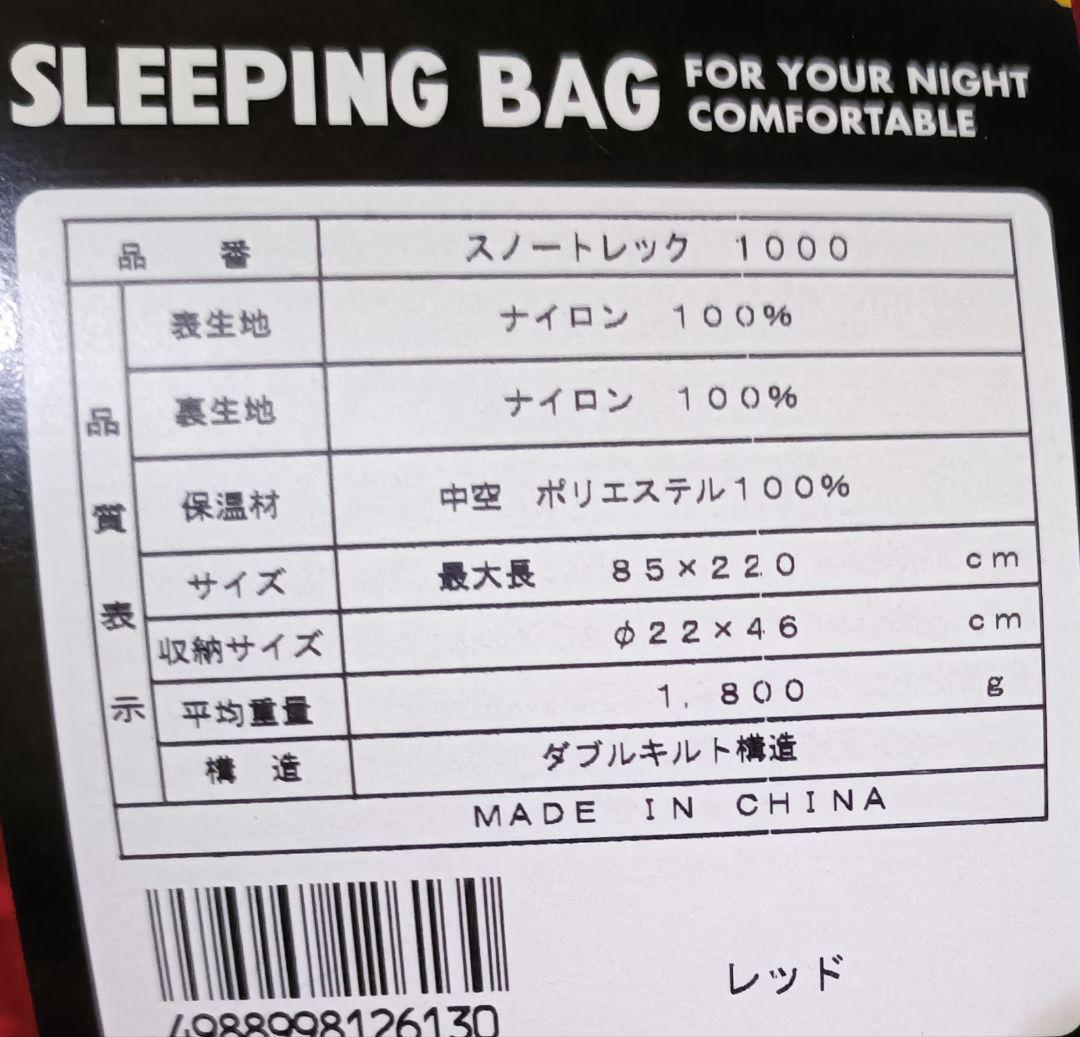 SLEEPING BAG FOR YOUR NIGHT
COMFORTABLE
品 番 スノートレック 1000
品質表示
表生地 ナイロン 100%
裏生地 ナイロン 100%
保温材 中空 ポリエステル100%
サイズ 最大長 85×220 cm
収納サイズ φ22×46 cm
平均重量 1.800 g
構 造 ダブルキルト構造
MADE IN CHINA
レッド
4988998126130